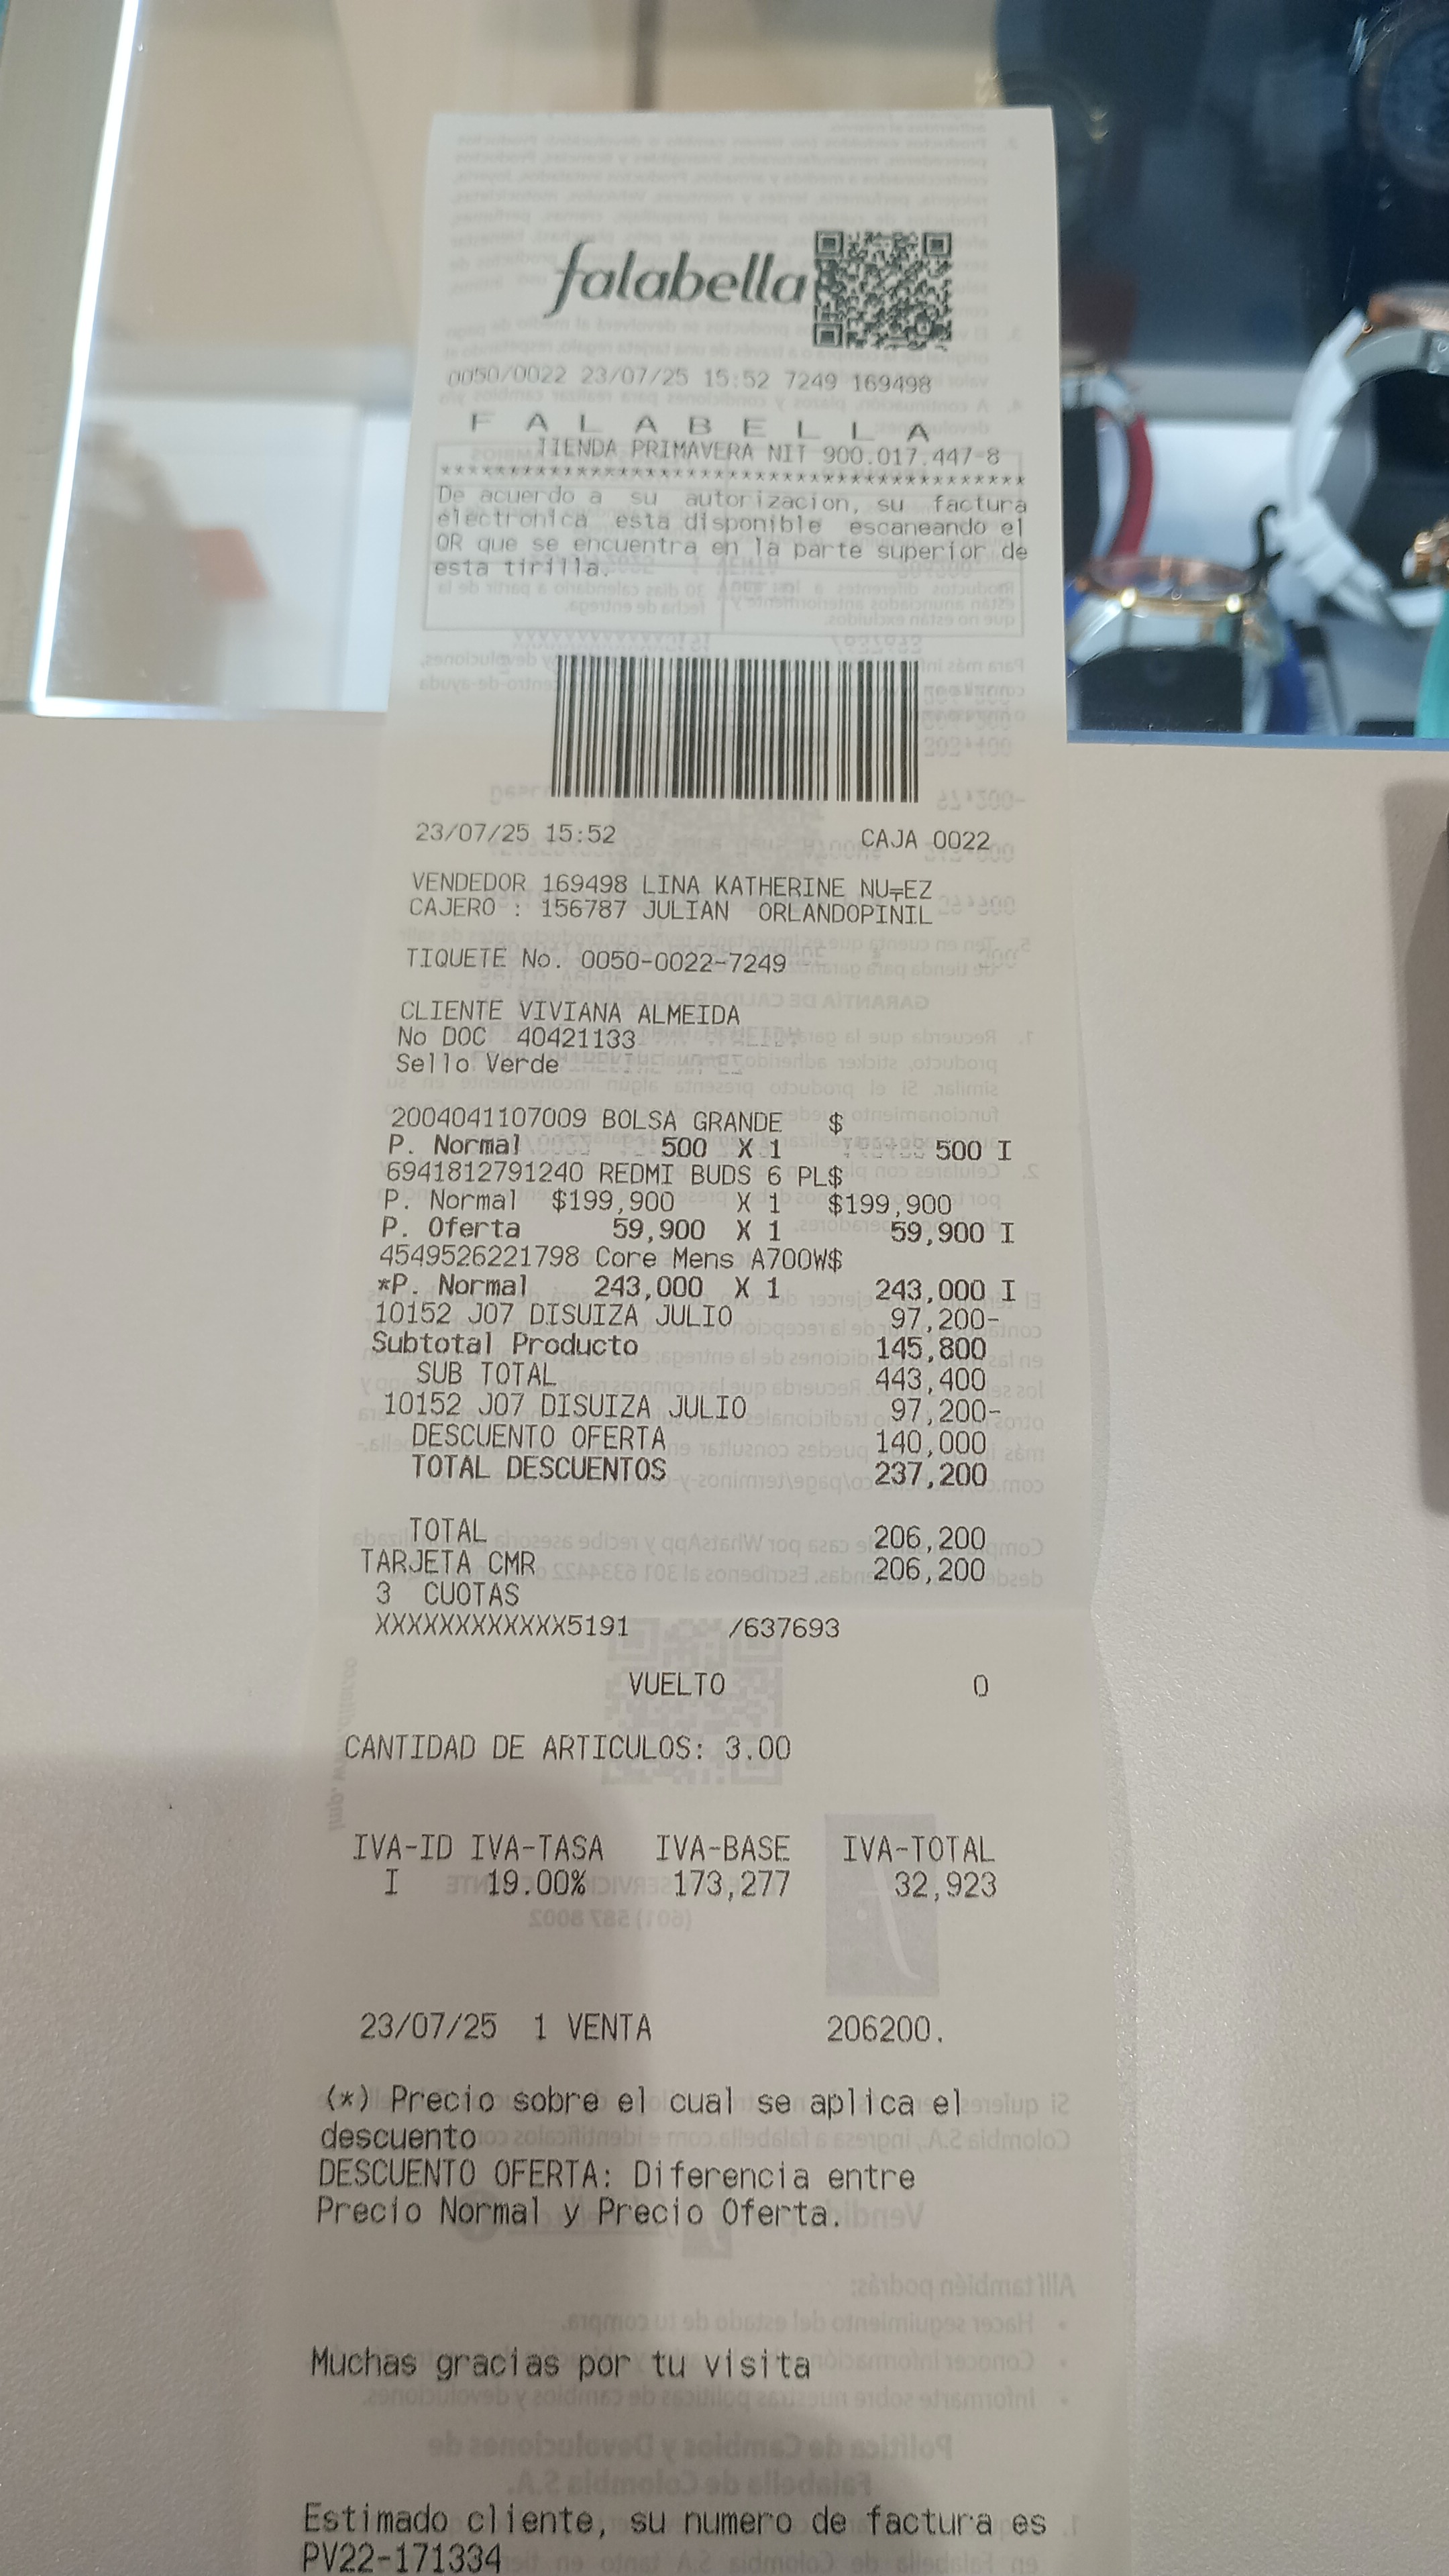 falabella
0050/0022 23/07/25 15:52 7249 169498
F A L A B E L L A
TIENDA PRIMAVERA NIT 900.017.447-8
****************************************
De acuerdo a su autorizacion, su factura
electronica esta disponible escaneando el
QR que se encuentra en la parte superior de
esta tirilla.
23/07/25 15:52 CAJA 0022
VENDEDOR 169498 LINA KATHERINE NU╤EZ
CAJERO : 156787 JULIAN ORLANDOPINIL
TIQUETE No. 0050-0022-7249
CLIENTE VIVIANA ALMEIDA
No DOC 40421133
Sello Verde
2004041107009 BOLSA GRANDE $
P. Normal 500 X 1 500 I
6941812791240 REDMI BUDS 6 PL$
P. Normal $199,900 X 1 $199,900
P. Oferta 59,900 X 1 59,900 I
4549526221798 Core Mens A700W$
*P. Normal 243,000 X 1 243,000 I
10152 J07 DISUIZA JULIO 97,200-
Subtotal Producto 145,800
SUB TOTAL 443,400
10152 J07 DISUIZA JULIO 97,200-
DESCUENTO OFERTA 140,000
TOTAL DESCUENTOS 237,200
TOTAL 206,200
TARJETA CMR 206,200
3 CUOTAS
XXXXXXXXXXXX5191 /637693
VUELTO 0
CANTIDAD DE ARTICULOS: 3.00
IVA-ID IVA-TASA IVA-BASE IVA-TOTAL
I 19.00% 173,277 32,923
23/07/25 1 VENTA 206200.
(*) Precio sobre el cual se aplica el
descuento
DESCUENTO OFERTA: Diferencia entre
Precio Normal y Precio Oferta.
Muchas gracias por tu visita
Estimado cliente, su numero de factura es
PV22-171334